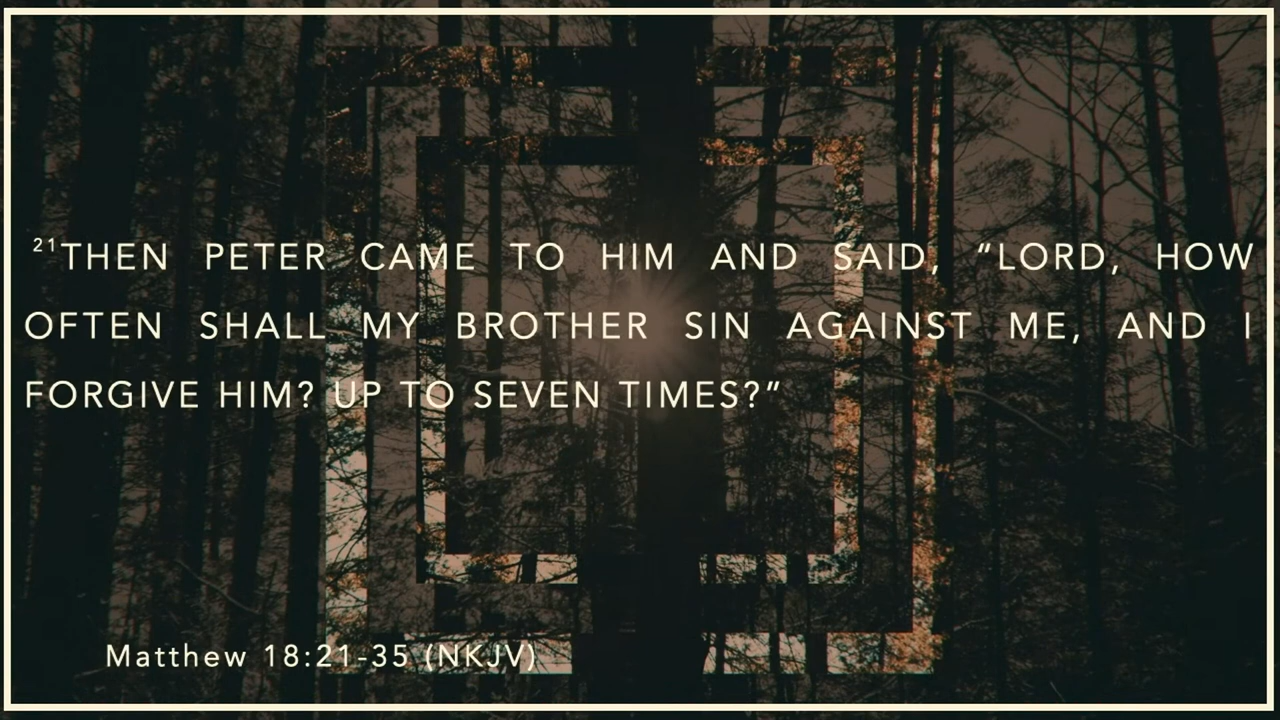 ²¹THEN PETER CAME TO HIM AND SAID, “LORD, HOW
OFTEN SHALL MY BROTHER SIN AGAINST ME, AND I
FORGIVE HIM? UP TO SEVEN TIMES?”
Matthew 18:21-35 (NKJV)